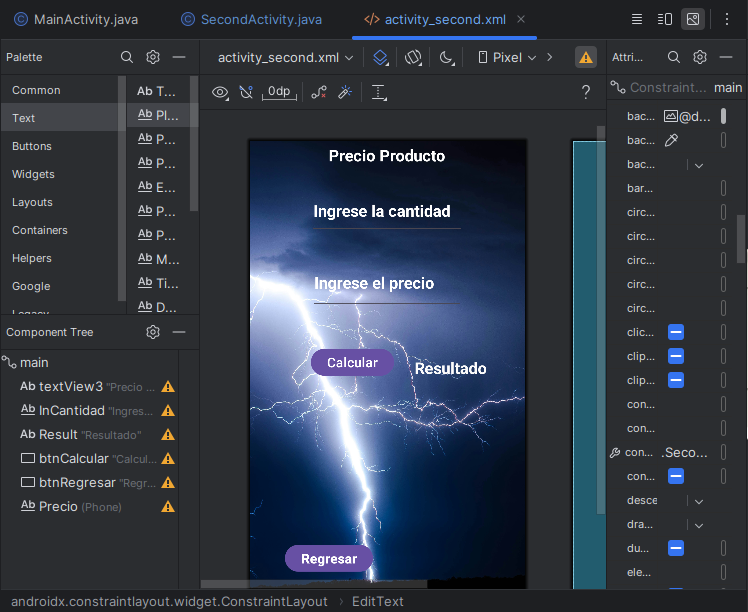 MainActivity.java
SecondActivity.java
activity_second.xml
Palette
activity_second.xml
Pixel
Attri...
Common
Text
Buttons
Widgets
Layouts
Containers
Helpers
Google
Ab T...
Ab Pl...
Ab P...
Ab P...
Ab E...
Ab P...
Ab P...
Ab M...
Ab Ti...
Ab D...
0dp
?
Precio Producto
Ingrese la cantidad
Ingrese el precio
Calcular
Resultado
Regresar
Component Tree
main
Ab textView3 "Precio ...
Ab InCantidad "Ingres...
Ab Result "Resultado"
btnCalcular "Calcul...
btnRegresar "Regr...
Ab Precio (Phone)
Constraint... main
bac... @d...
bac...
bac...
bar...
circ...
circ...
circ...
circ...
circ...
clic...
clip...
clip...
con...
con...
con... .Seco...
con...
desce
dra...
du...
ele...
androidx.constraintlayout.widget.ConstraintLayout > EditText